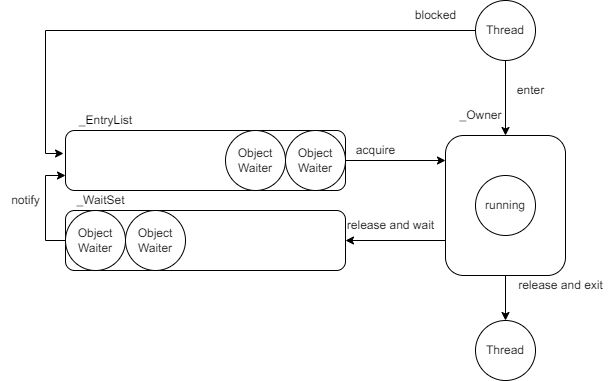 blocked
Thread
enter
_Owner
_EntryList
Object
Waiter
Object
Waiter
acquire
running
notify
_WaitSet
Object
Waiter
Object
Waiter
release and wait
release and exit
Thread